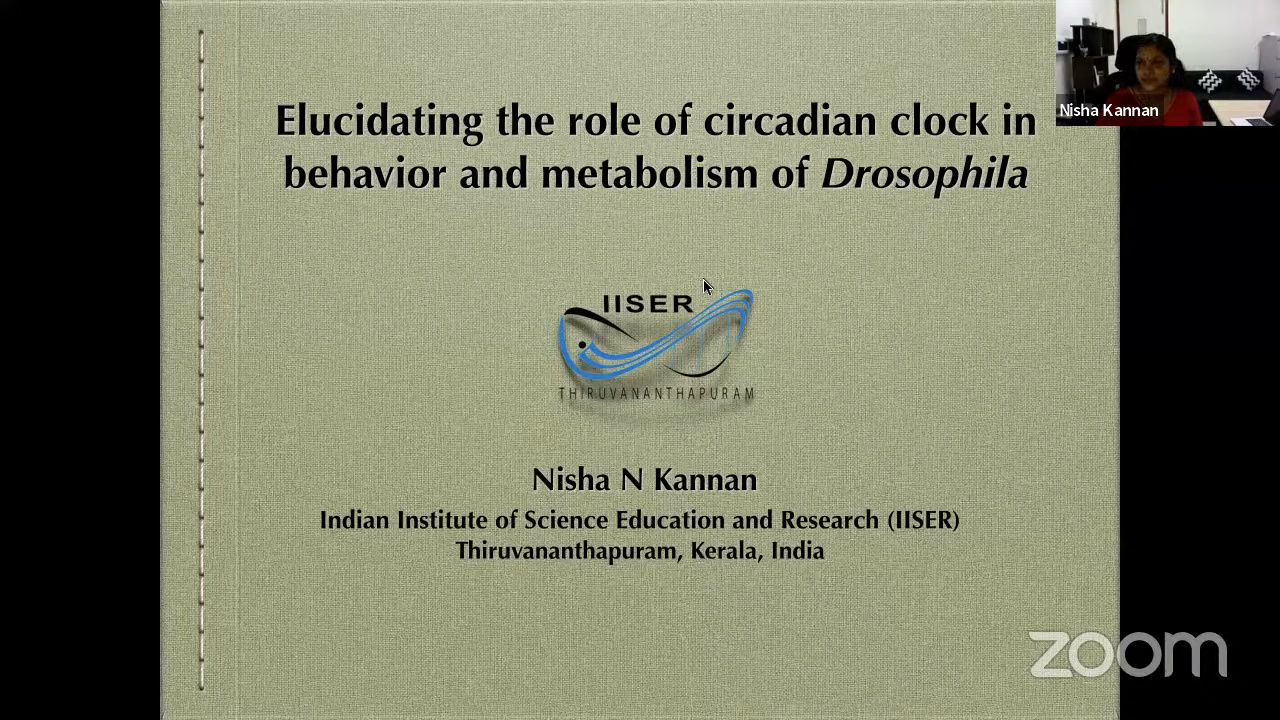 Elucidating the role of circadian clock in
behavior and metabolism of Drosophila
Nisha Kannan
IISER
THIRUVANANTHAPURAM
Nisha N Kannan
Indian Institute of Science Education and Research (IISER)
Thiruvananthapuram, Kerala, India
zoom